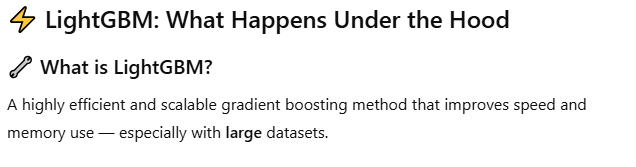 ⚡ LightGBM: What Happens Under the Hood
🔗 What is LightGBM?
A highly efficient and scalable gradient boosting method that improves speed and
memory use — especially with large datasets.